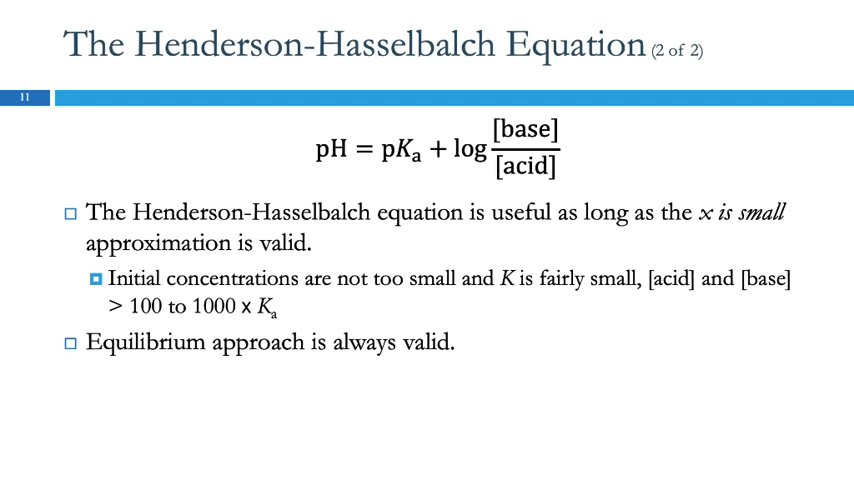 The Henderson-Hasselbalch Equation (2 of 2)
11
pH = pKₐ + log [base]/[acid]
The Henderson-Hasselbalch equation is useful as long as the x is small
approximation is valid.
Initial concentrations are not too small and K is fairly small, [acid] and [base]
> 100 to 1000 x Kₐ
Equilibrium approach is always valid.